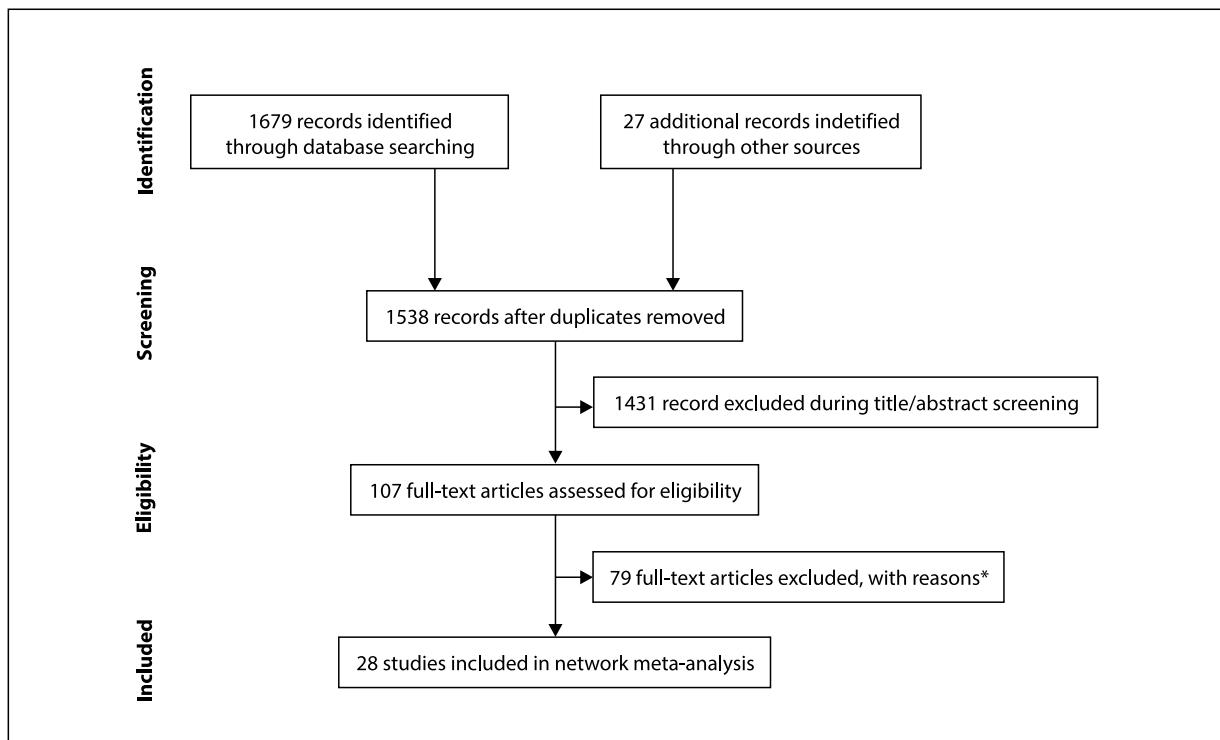 Identification
1679 records identified
through database searching
27 additional records indetified
through other sources
Screening
1538 records after duplicates removed
1431 record excluded during title/abstract screening
Eligibility
107 full-text articles assessed for eligibility
79 full-text articles excluded, with reasons*
Included
28 studies included in network meta-analysis